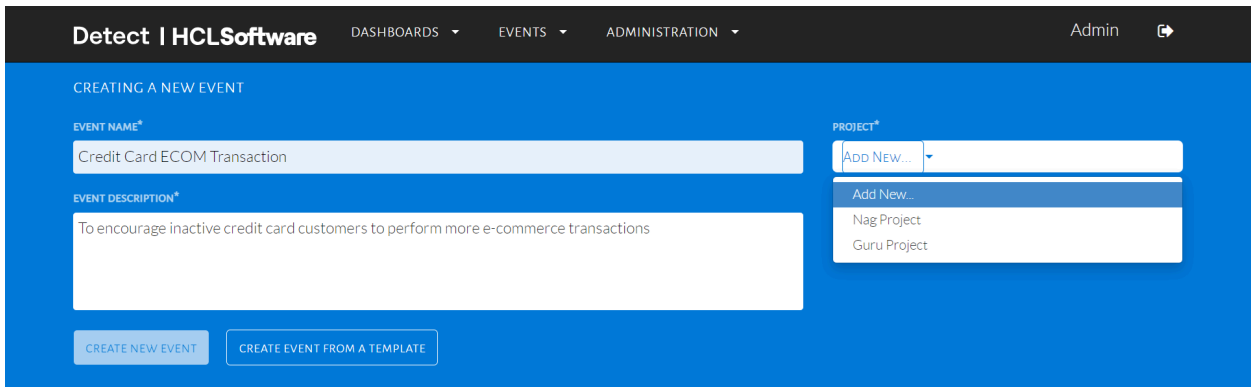 Detect | HCLSoftware DASHBOARDS EVENTS ADMINISTRATION Admin
CREATING A NEW EVENT
EVENT NAME* PROJECT*
Credit Card ECOM Transaction ADD NEW...
EVENT DESCRIPTION* Add New...
To encourage inactive credit card customers to perform more e-commerce transactions Nag Project
Guru Project
CREATE NEW EVENT CREATE EVENT FROM A TEMPLATE